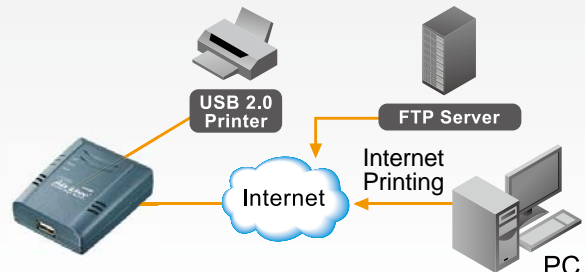 USB 2.0
Printer
FTP Server
Internet
Printing
Internet
PC